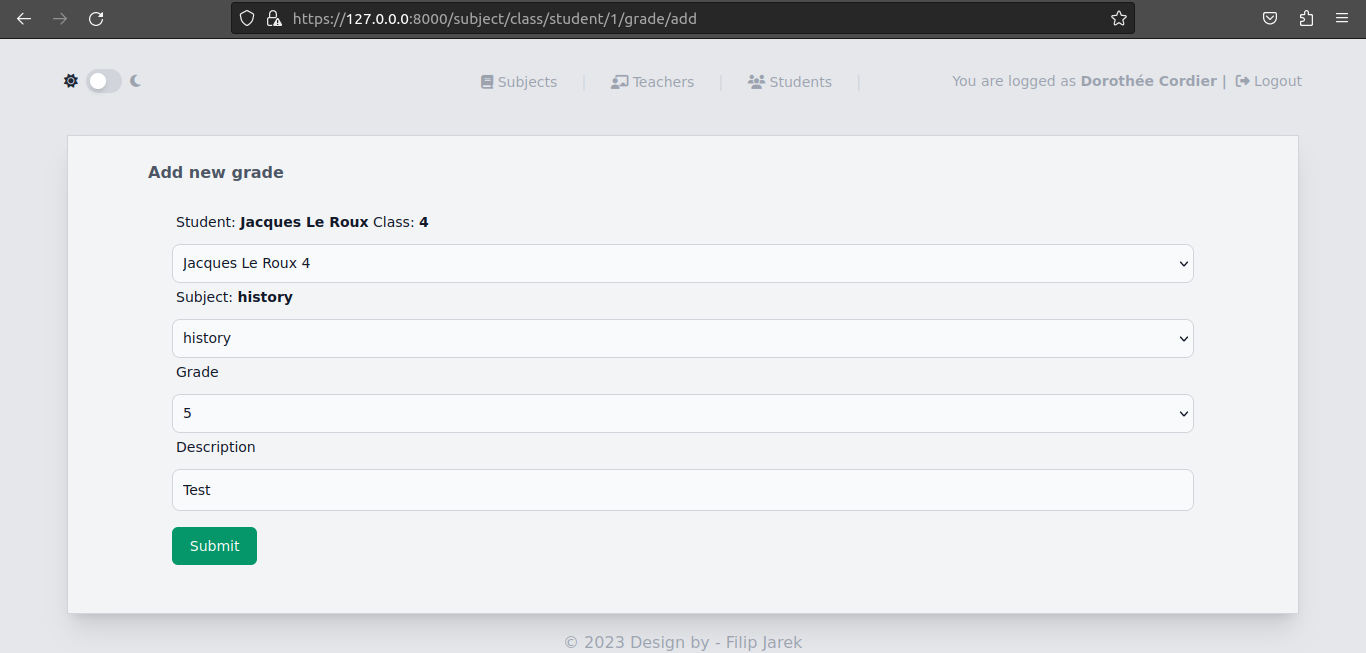 https://127.0.0.0:8000/subject/class/student/1/grade/add
Subjects | Teachers | Students | You are logged as Dorothée Cordier | Logout
Add new grade
Student: Jacques Le Roux Class: 4
Jacques Le Roux 4
Subject: history
history
Grade
5
Description
Test
Submit
© 2023 Design by - Filip Jarek